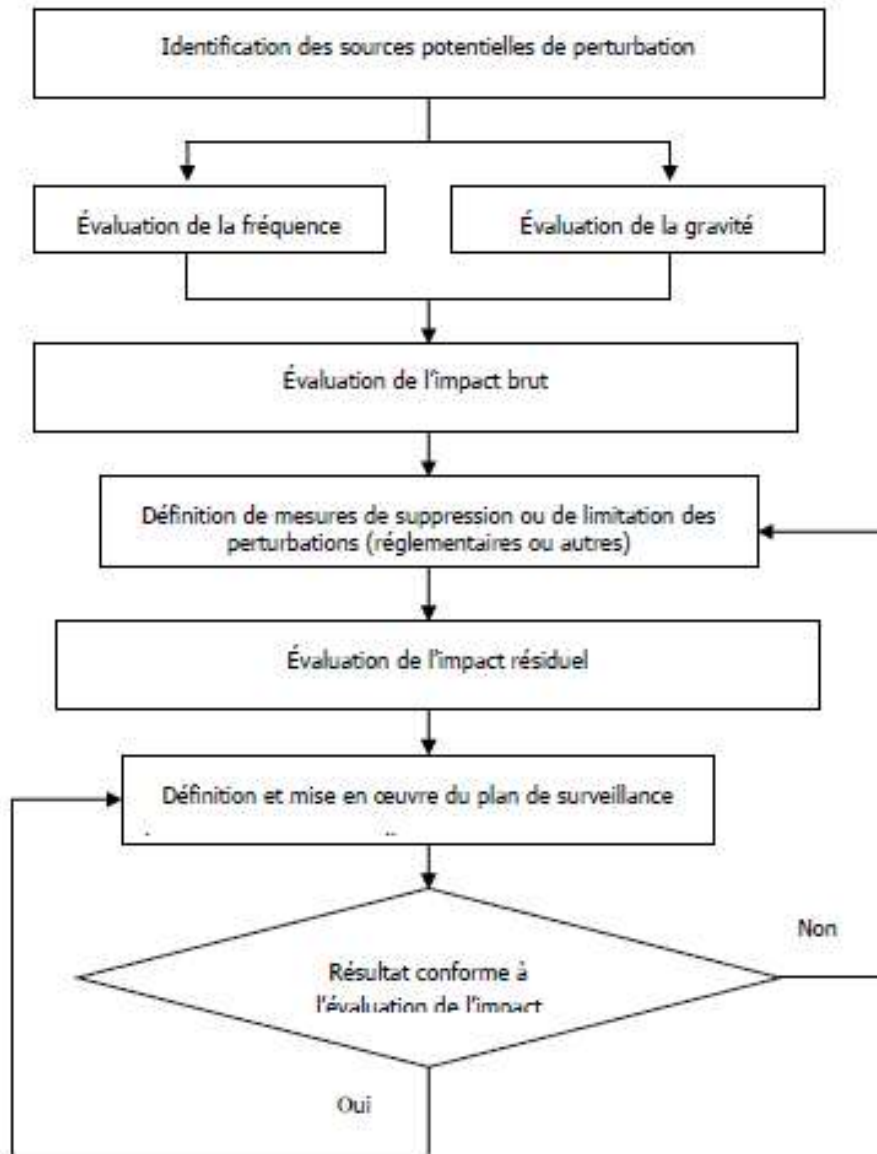 Identification des sources potentielles de perturbation
Évaluation de la fréquence
Évaluation de la gravité
Évaluation de l'impact brut
Définition de mesures de suppression ou de limitation des
perturbations (réglementaires ou autres)
Évaluation de l'impact résiduel
Définition et mise en œuvre du plan de surveillance
Non
Résultat conforme à
l'évaluation de l'impact
Oui